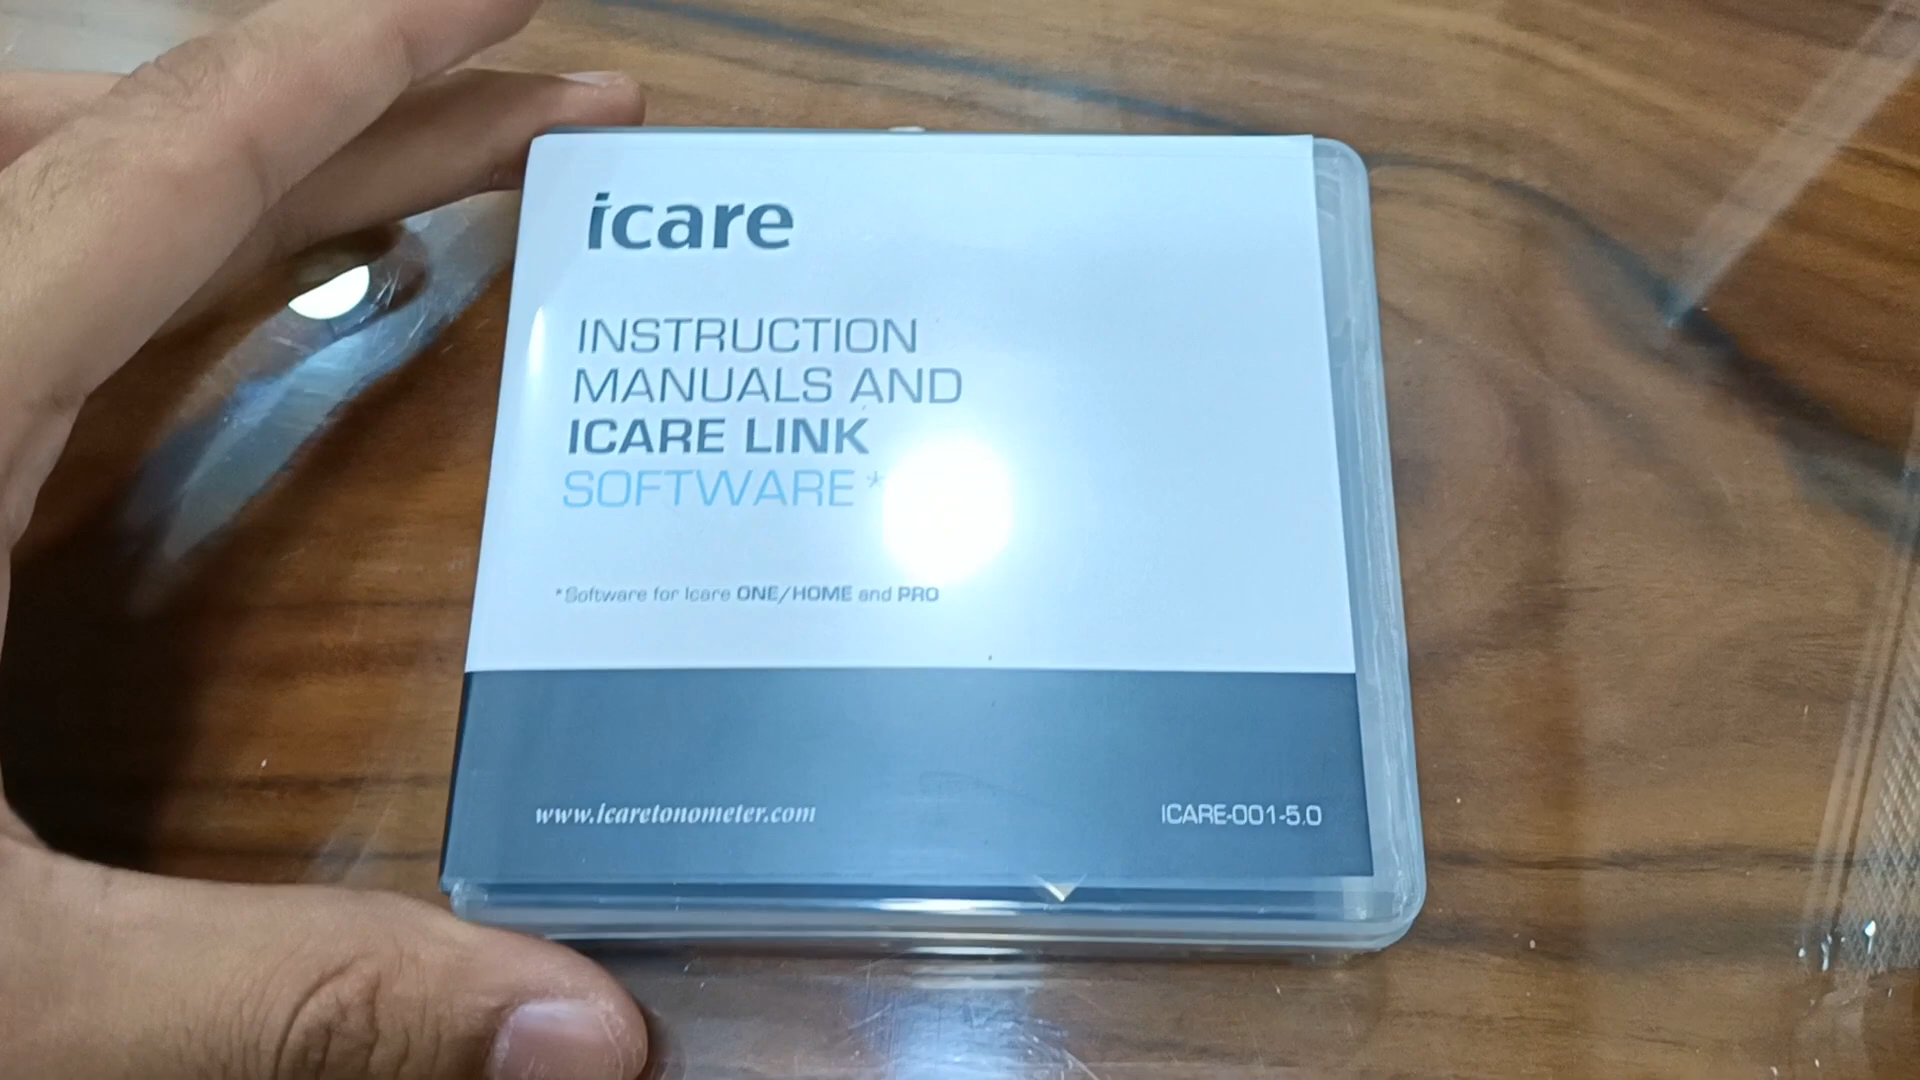 icare
INSTRUCTION
MANUALS AND
ICARE LINK
SOFTWARE *
*Software for Icare ONE/HOME and PRO
www.icaretonometer.com
ICARE-001-5.0